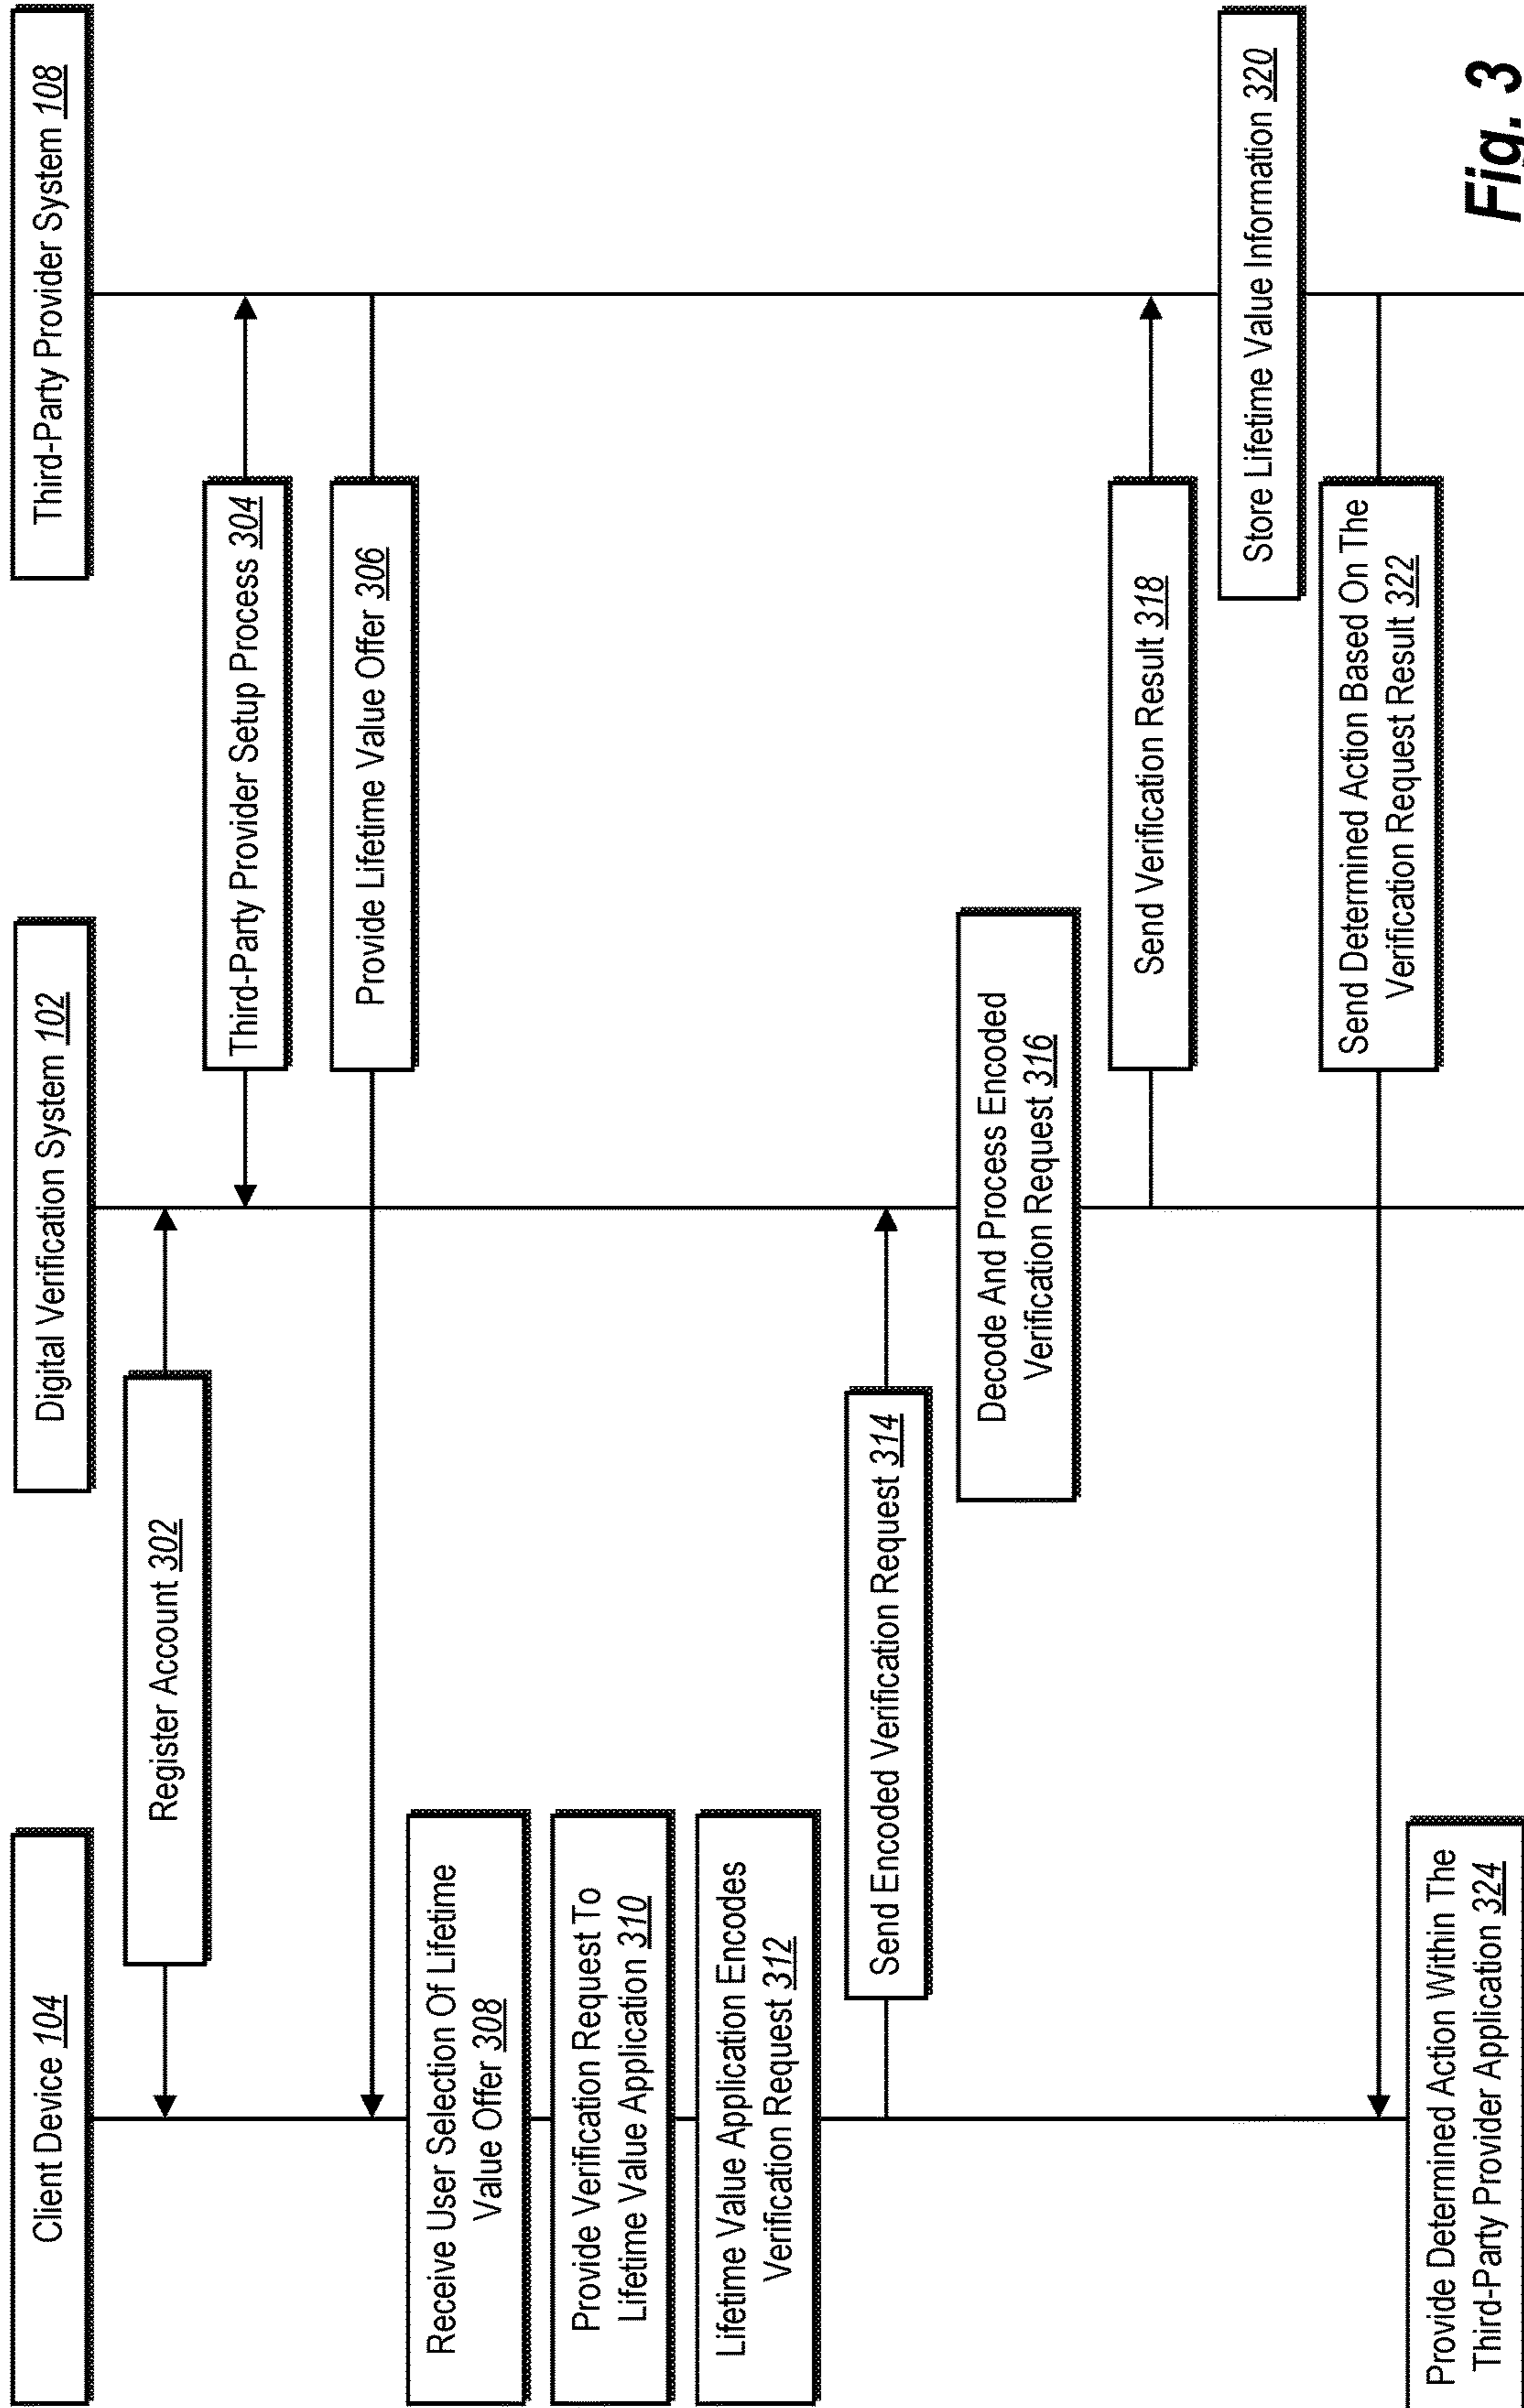 Client Device 104
Digital Verification System 102
Third-Party Provider System 108
Register Account 302
Third-Party Provider Setup Process 304
Provide Lifetime Value Offer 306
Receive User Selection Of Lifetime
Value Offer 308
Provide Verification Request To
Lifetime Value Application 310
Lifetime Value Application Encodes
Verification Request 312
Send Encoded Verification Request 314
Decode And Process Encoded
Verification Request 316
Send Verification Result 318
Store Lifetime Value Information 320
Send Determined Action Based On The
Verification Request Result 322
Provide Determined Action Within The
Third-Party Provider Application 324
Fig. 3